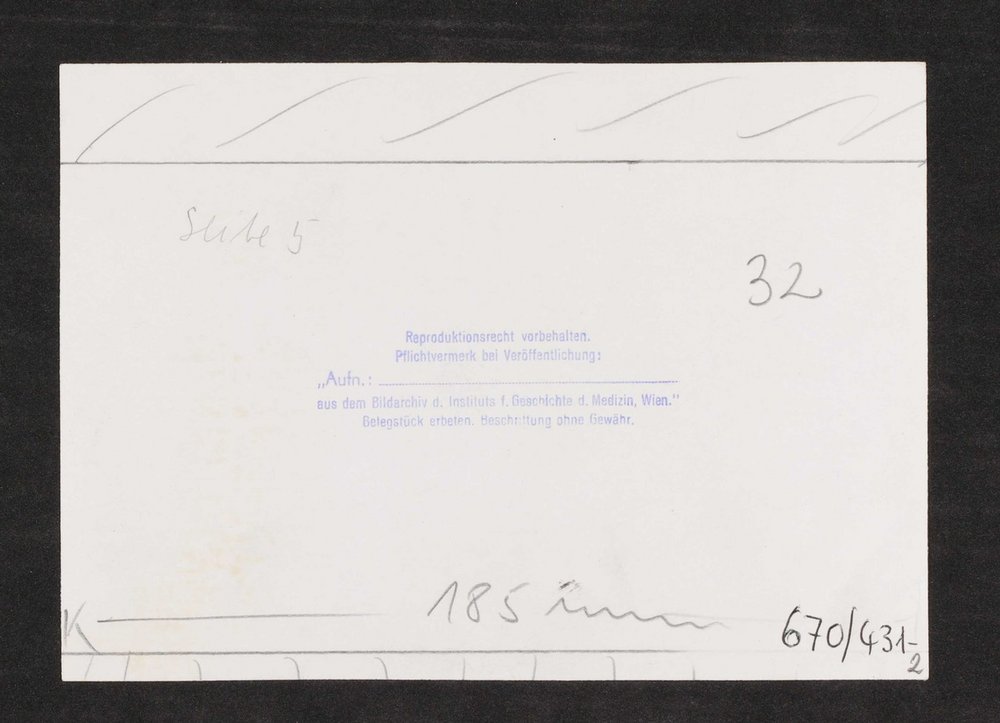 Seite 5
32
Reproduktionsrecht vorbehalten.
Pflichtvermerk bei Veröffentlichung:
„Aufn.:
aus dem Bildarchiv d. Instituts f. Geschichte d. Medizin, Wien.”
Belegstück erbeten. Beschriftung ohne Gewähr.
185 mm
670/431-2